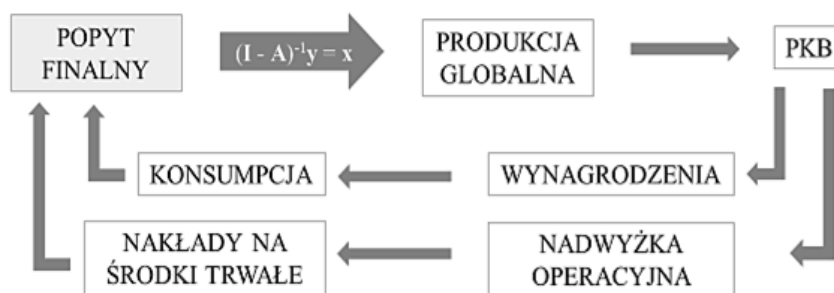 POPYT
FINALNY
(I - A)⁻¹y = x
PRODUKCJA
GLOBALNA
PKB
KONSUMPCJA
WYNAGRODZENIA
NAKŁADY NA
ŚRODKI TRWAŁE
NADWYŻKA
OPERACYJNA